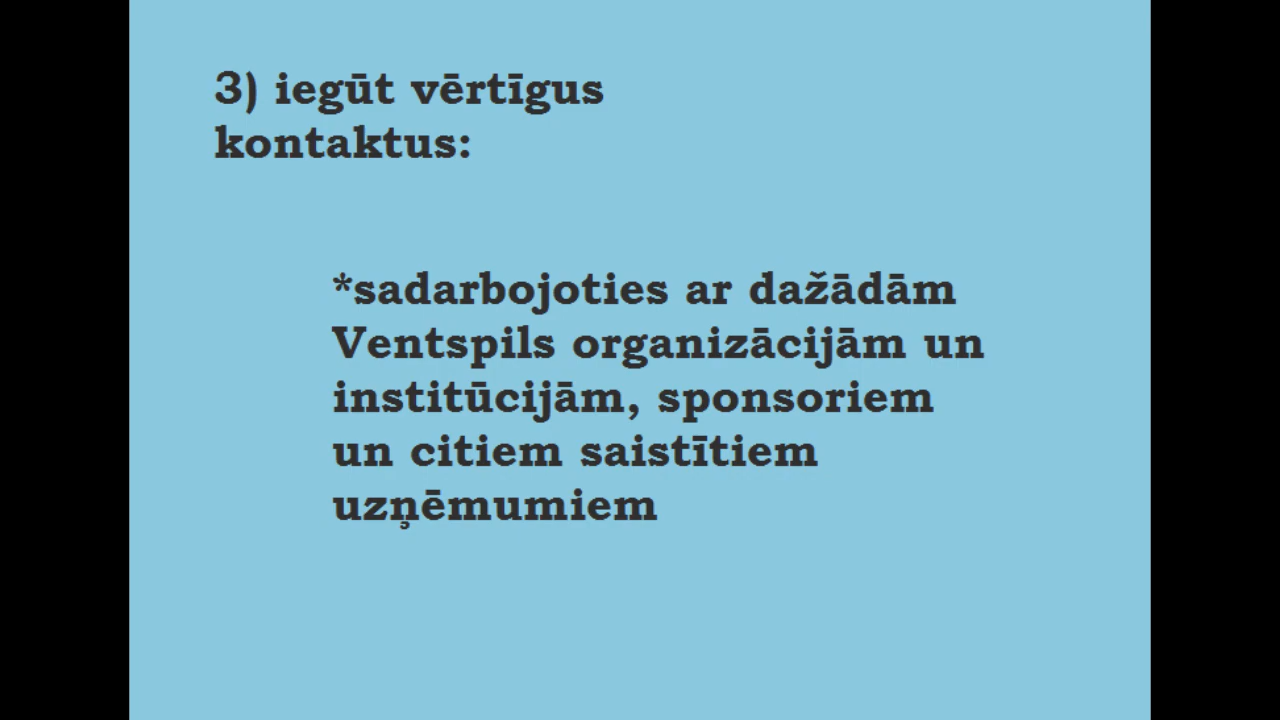 3) iegūt vērtīgus
kontaktus:
*sadarbojoties ar dažādām
Ventspils organizācijām un
institūcijām, sponsoriem
un citiem saistītiem
uzņēmumiem